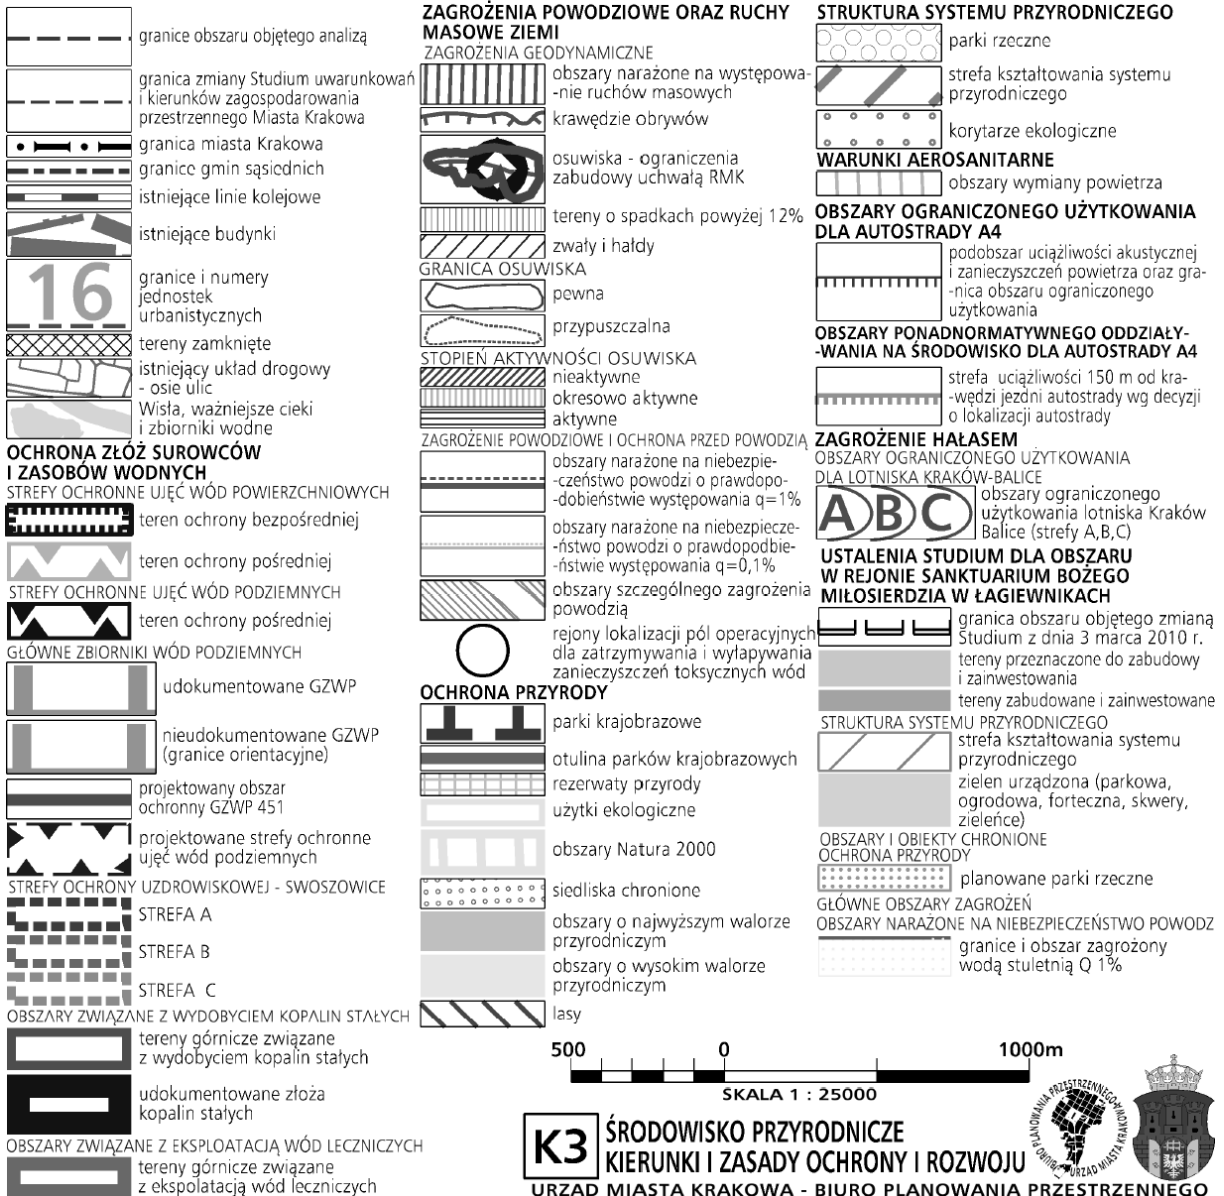 granice obszaru objętego analizą
granica zmiany Studium uwarunkowań
i kierunków zagospodarowania
przestrzennego Miasta Krakowa
granica miasta Krakowa
granice gmin sąsiednich
istniejące linie kolejowe
istniejące budynki
16
granice i numery
jednostek
urbanistycznych
tereny zamknięte
istniejący układ drogowy
- osie ulic
Wisła, ważniejsze cieki
i zbiorniki wodne
OCHRONA ZŁÓŻ SUROWCÓW
I ZASOBÓW WODNYCH
STREFY OCHRONNE UJĘĆ WÓD POWIERZCHNIOWYCH
teren ochrony bezpośredniej
teren ochrony pośredniej
STREFY OCHRONNE UJĘĆ WÓD PODZIEMNYCH
teren ochrony pośredniej
GŁÓWNE ZBIORNIKI WÓD PODZIEMNYCH
udokumentowane GZWP
nieudokumentowane GZWP
(granice orientacyjne)
projektowany obszar
ochronny GZWP 451
projektowane strefy ochronne
ujęć wód podziemnych
STREFY OCHRONY UZDROWISKOWEJ - SWOSZOWICE
STREFA A
STREFA B
STREFA C
OBSZARY ZWIĄZANE Z WYDOBYCIEM KOPALIN STAŁYCH
tereny górnicze związane
z wydobyciem kopalin stałych
udokumentowane złoża
kopalin stałych
OBSZARY ZWIĄZANE Z EKSPLOATACJĄ WÓD LECZNICZYCH
tereny górnicze związane
z ekspolatacją wód leczniczych
ZAGROŻENIA POWODZIOWE ORAZ RUCHY
MASOWE ZIEMI
ZAGROŻENIA GEODYNAMICZNE
obszary narażone na występowa-
-nie ruchów masowych
krawędzie obrywów
osuwiska - ograniczenia
zabudowy uchwałą RMK
tereny o spadkach powyżej 12%
zwały i hałdy
GRANICA OSUWISKA
pewna
przypuszczalna
STOPIEŃ AKTYWNOŚCI OSUWISKA
nieaktywne
okresowo aktywne
aktywne
ZAGROŻENIE POWODZIOWE I OCHRONA PRZED POWODZIĄ
obszary narażone na niebezpie-
-czeństwo powodzi o prawdopo-
-dobieństwie występowania q=1%
obszary narażone na niebezpiecze-
-ństwo powodzi o prawdopodbie-
-ństwie występowania q=0,1%
obszary szczególnego zagrożenia
powodzią
rejony lokalizacji pól operacyjnych
dla zatrzymywania i wyłapywania
zanieczyszczeń toksycznych wód
OCHRONA PRZYRODY
parki krajobrazowe
otulina parków krajobrazowych
rezerwaty przyrody
użytki ekologiczne
obszary Natura 2000
siedliska chronione
obszary o najwyższym walorze
przyrodniczym
obszary o wysokim walorze
przyrodniczym
lasy
STRUKTURA SYSTEMU PRZYRODNICZEGO
parki rzeczne
strefa kształtowania systemu
przyrodniczego
korytarze ekologiczne
WARUNKI AEROSANITARNE
obszary wymiany powietrza
OBSZARY OGRANICZONEGO UŻYTKOWANIA
DLA AUTOSTRADY A4
podobszar uciążliwości akustycznej
i zanieczyszczeń powietrza oraz gra-
-nica obszaru ograniczonego
użytkowania
OBSZARY PONADNORMATYWNEGO ODDZIAŁY-
-WANIA NA ŚRODOWISKO DLA AUTOSTRADY A4
strefa uciążliwości 150 m od kra-
-wędzi jezdni autostrady wg decyzji
o lokalizacji autostrady
ZAGROŻENIE HAŁASEM
OBSZARY OGRANICZONEGO UŻYTKOWANIA
DLA LOTNISKA KRAKÓW-BALICE
A B C
obszary ograniczonego
użytkowania lotniska Kraków
Balice (strefy A,B,C)
USTALENIA STUDIUM DLA OBSZARU
W REJONIE SANKTUARIUM BOŻEGO
MIŁOSIERDZIA W ŁAGIEWNIKACH
granica obszaru objętego zmianą
Studium z dnia 3 marca 2010 r.
tereny przeznaczone do zabudowy
i zainwestowania
tereny zabudowane i zainwestowane
STRUKTURA SYSTEMU PRZYRODNICZEGO
strefa kształtowania systemu
przyrodniczego
zielen urządzona (parkowa,
ogrodowa, forteczna, skwery,
zieleńce)
OBSZARY I OBIEKTY CHRONIONE
OCHRONA PRZYRODY
planowane parki rzeczne
GŁÓWNE OBSZARY ZAGROŻEŃ
OBSZARY NARAŻONE NA NIEBEZPIECZEŃSTWO POWODZ
granice i obszar zagrożony
wodą stuletnią Q 1%
500 0 1000m
SKALA 1 : 25000
K3
ŚRODOWISKO PRZYRODNICZE
KIERUNKI I ZASADY OCHRONY I ROZWOJU
BIURO PLANOWANIA PRZESTRZENNEGO
URZĄD MIASTA KRAKOWA
URZĄD MIASTA KRAKOWA - BIURO PLANOWANIA PRZESTRZENNEGO